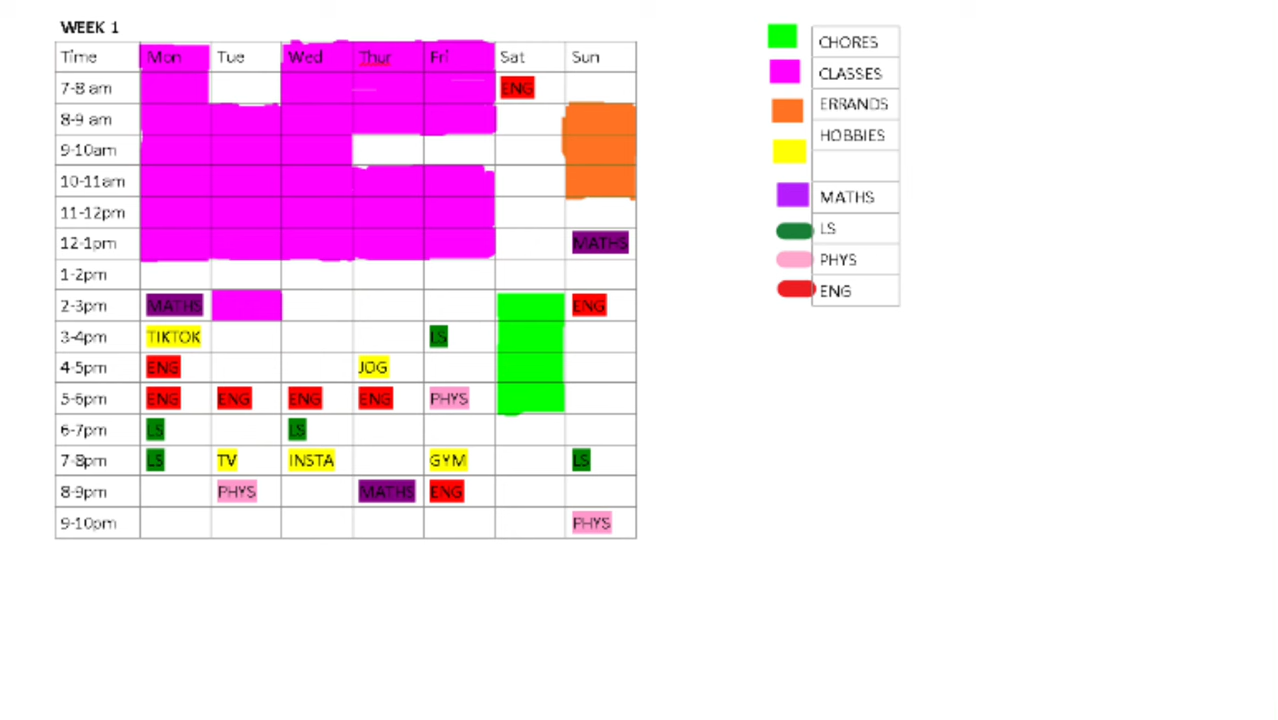 WEEK 1
Time Mon Tue Wed Thur Fri Sat Sun
7-8 am ENG
8-9 am
9-10am
10-11am
11-12pm
12-1pm MATHS
1-2pm
2-3pm MATHS ENG
3-4pm TIKTOK LS
4-5pm ENG JOG
5-6pm ENG ENG ENG ENG PHYS
6-7pm LS LS
7-8pm LS TV INSTA GYM LS
8-9pm PHYS MATHS ENG
9-10pm PHYS
CHORES
CLASSES
ERRANDS
HOBBIES
MATHS
LS
PHYS
ENG